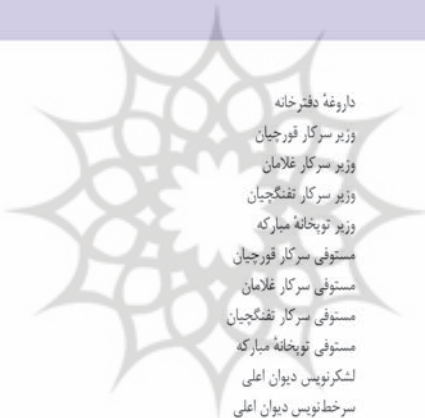 داروغهٔ دفترخانه
وزیر سرکار قورچیان
وزیر سرکار غلامان
وزیر سرکار تفنگچیان
وزیر توپخانهٔ مبارکه
مستوفی سرکار قورچیان
مستوفی سرکار غلامان
مستوفی سرکار تفنگچیان
مستوفی توپخانهٔ مبارکه
لشکرنویس دیوان اعلی
سرخط‌نویس دیوان اعلی